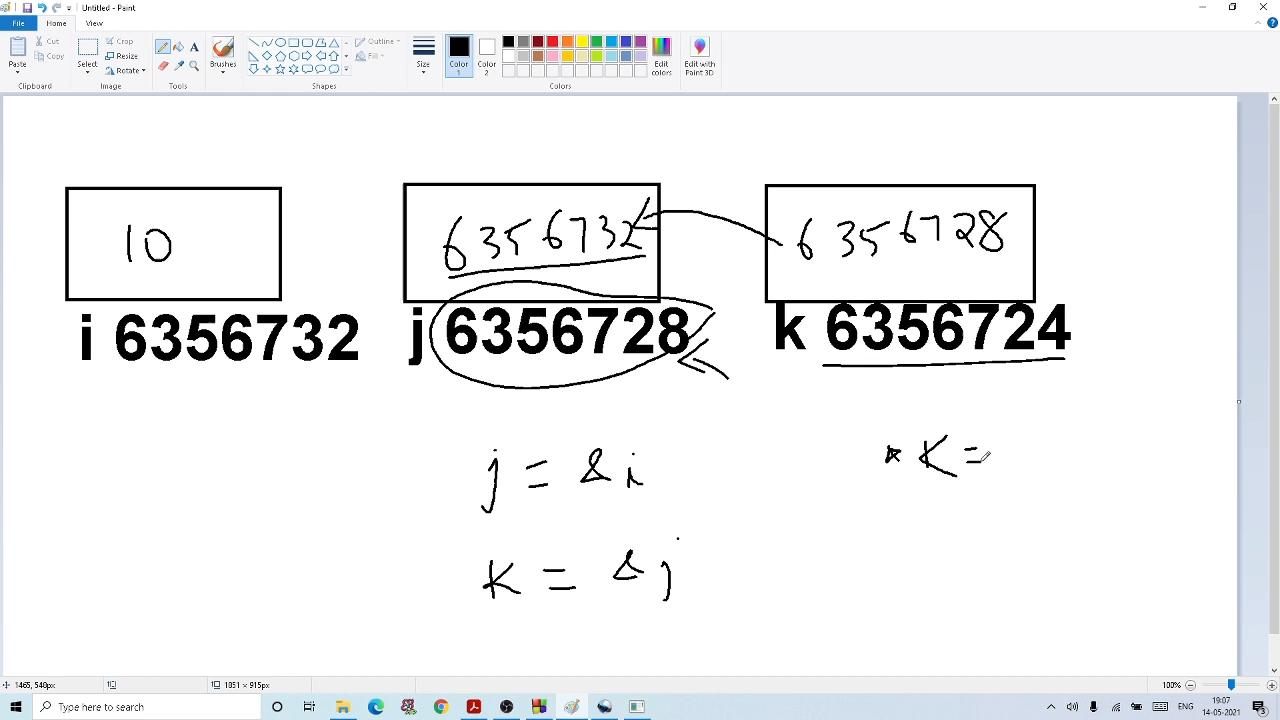 Untitled - Paint
File Home View
Paste
Cut
Copy
Clipboard
Select
Crop
Resize
Rotate
Image
Tools
Brushes
Shapes
Outline
Fill
Size
Color 1
Color 2
Edit colors
Colors
Edit with Paint 3D
10
6356732
6356728
i 6356732
j 6356728
k 6356724
j = &i
*K=
K = &j
1465, 540px
1851 × 915px
100%
Type here to search
ENG
19:07
14-05-2021
3